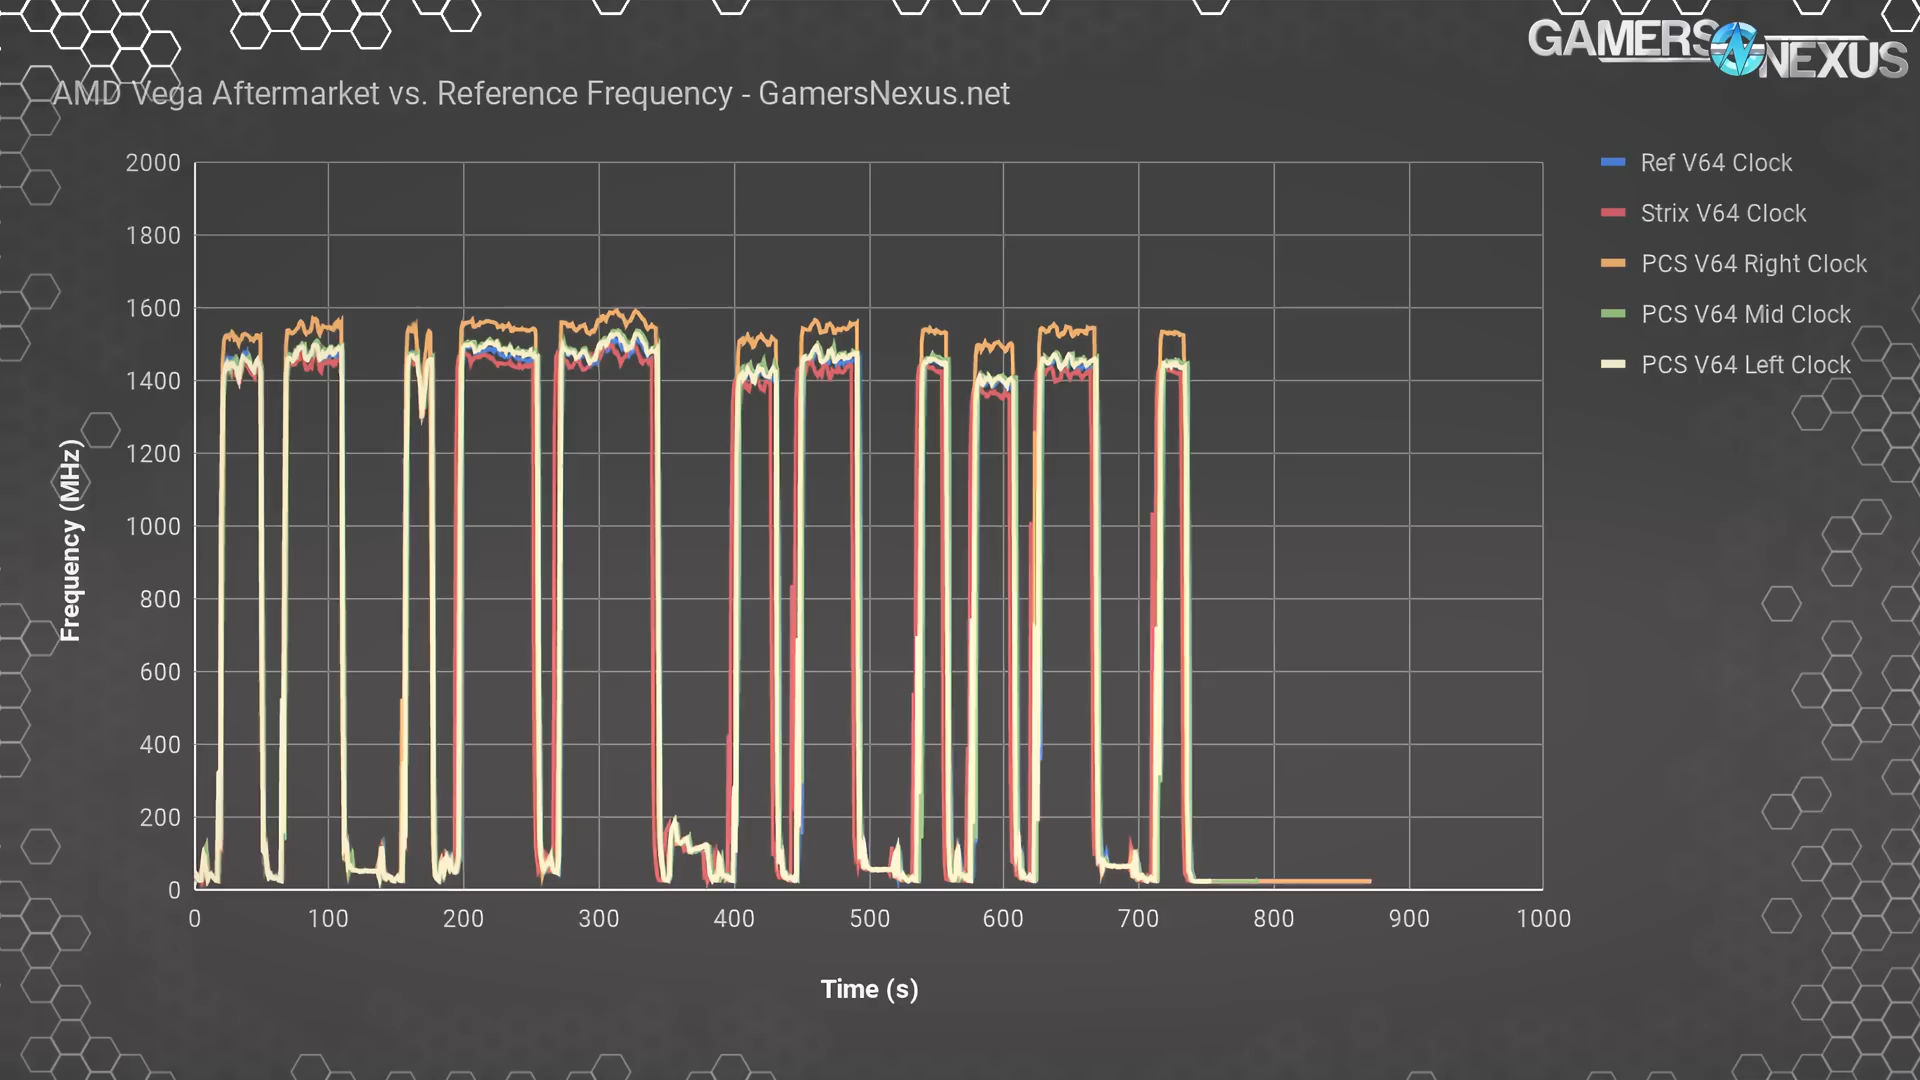 GAMERS NEXUS
AMD Vega Aftermarket vs. Reference Frequency - GamersNexus.net
2000
1800
1600
1400
1200
1000
800
600
400
200
0
Frequency (MHz)
0 100 200 300 400 500 600 700 800 900 1000
Time (s)
Ref V64 Clock
Strix V64 Clock
PCS V64 Right Clock
PCS V64 Mid Clock
PCS V64 Left Clock